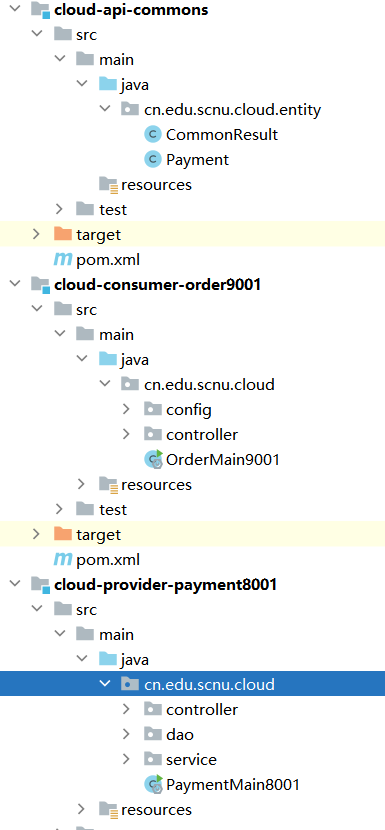 cloud-api-commons
src
main
java
cn.edu.scnu.cloud.entity
C CommonResult
C Payment
resources
test
target
m pom.xml
cloud-consumer-order9001
src
main
java
cn.edu.scnu.cloud
config
controller
C OrderMain9001
resources
test
target
m pom.xml
cloud-provider-payment8001
src
main
java
cn.edu.scnu.cloud
controller
dao
service
C PaymentMain8001
resources